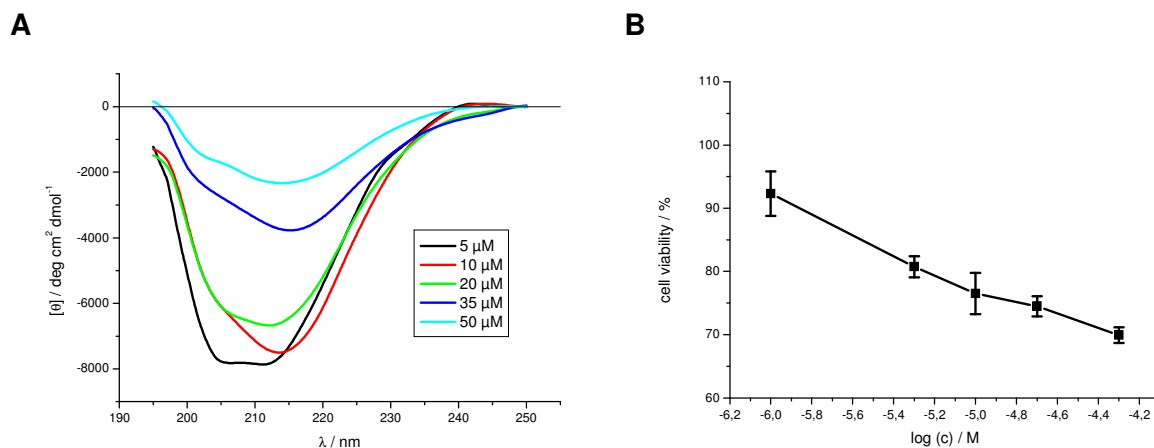 A
B
[θ] / deg cm² dmol⁻¹
0
-2000
-4000
-6000
-8000
190
200
210
220
230
240
250
λ / nm
5 μM
10 μM
20 μM
35 μM
50 μM
cell viability / %
110
100
90
80
70
60
-6,2
-6,0
-5,8
-5,6
-5,4
-5,2
-5,0
-4,8
-4,6
-4,4
-4,2
log (c) / M